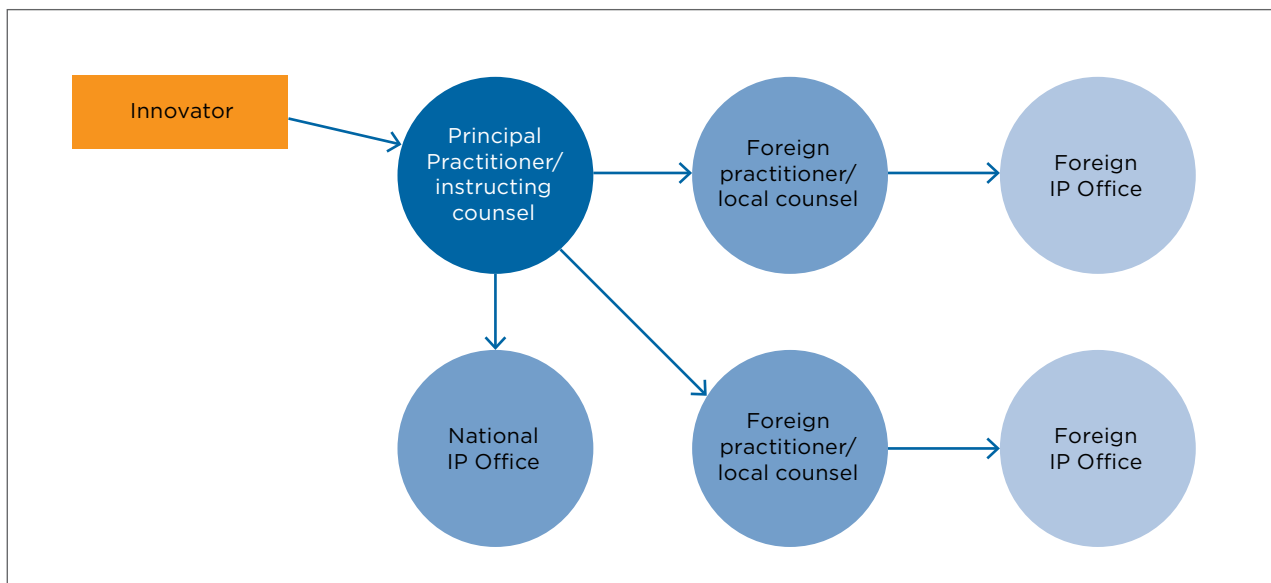 Innovator
Principal
Practitioner/
instructing
counsel
Foreign
practitioner/
local counsel
Foreign
IP Office
National
IP Office
Foreign
practitioner/
local counsel
Foreign
IP Office